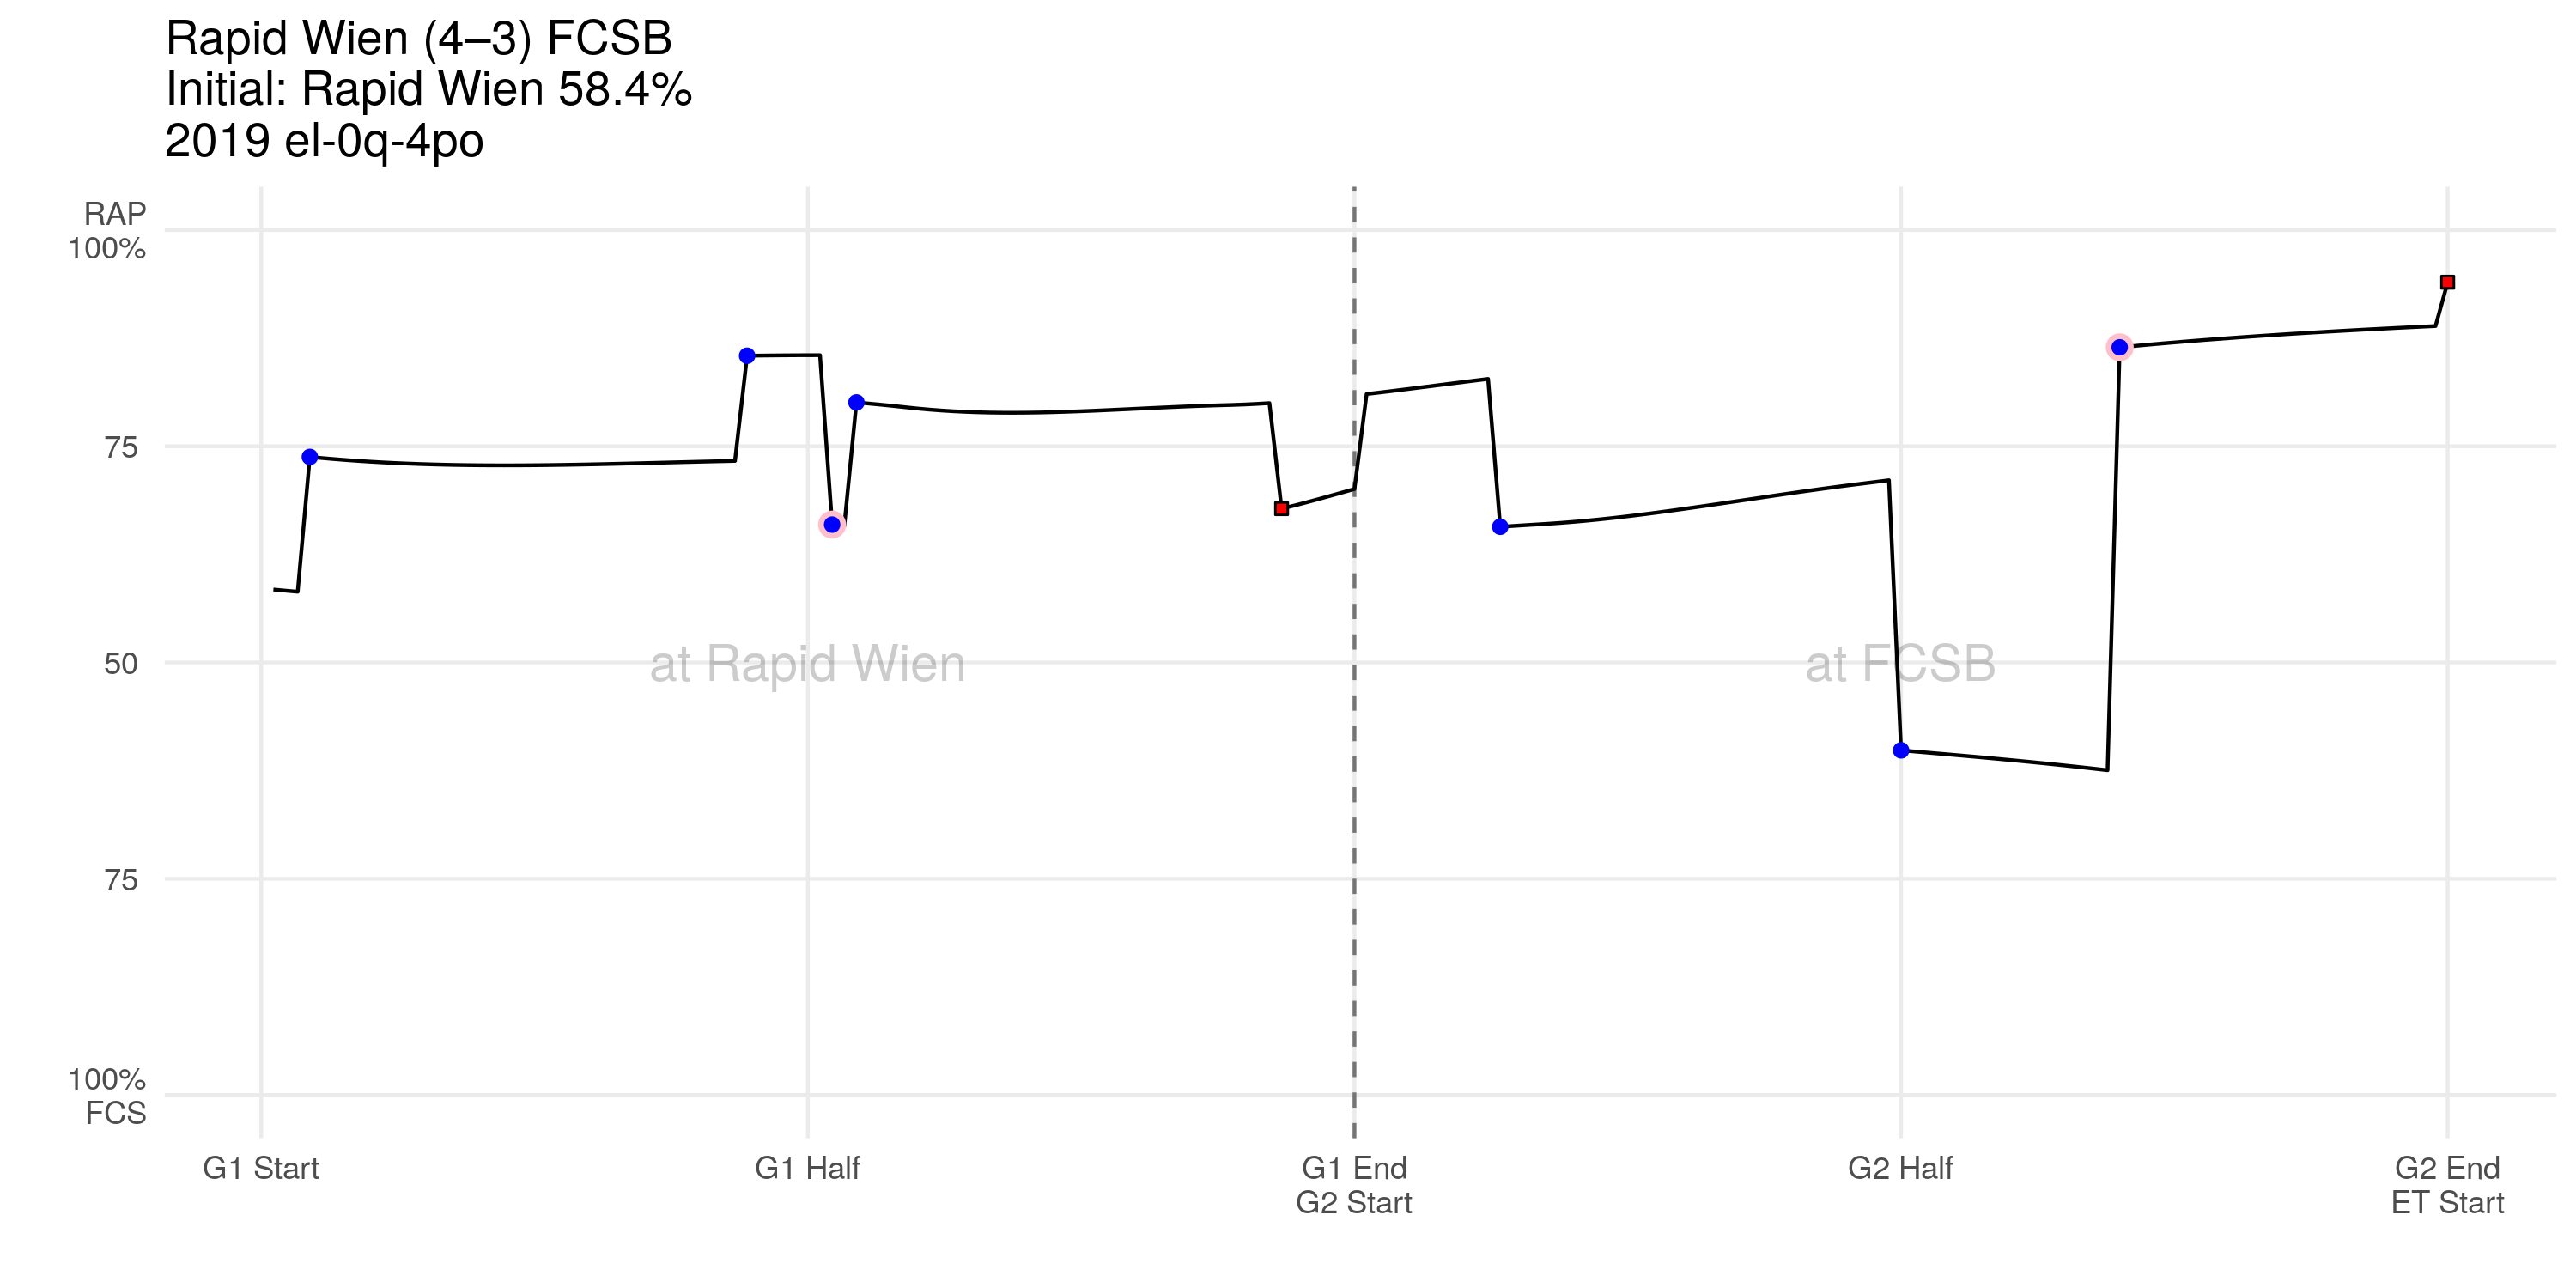 Rapid Wien (4–3) FCSB
Initial: Rapid Wien 58.4%
2019 el-0q-4po
RAP
100%
75
50
75
100%
FCS
at Rapid Wien
at FCSB
G1 Start
G1 Half
G1 End
G2 Start
G2 Half
G2 End
ET Start